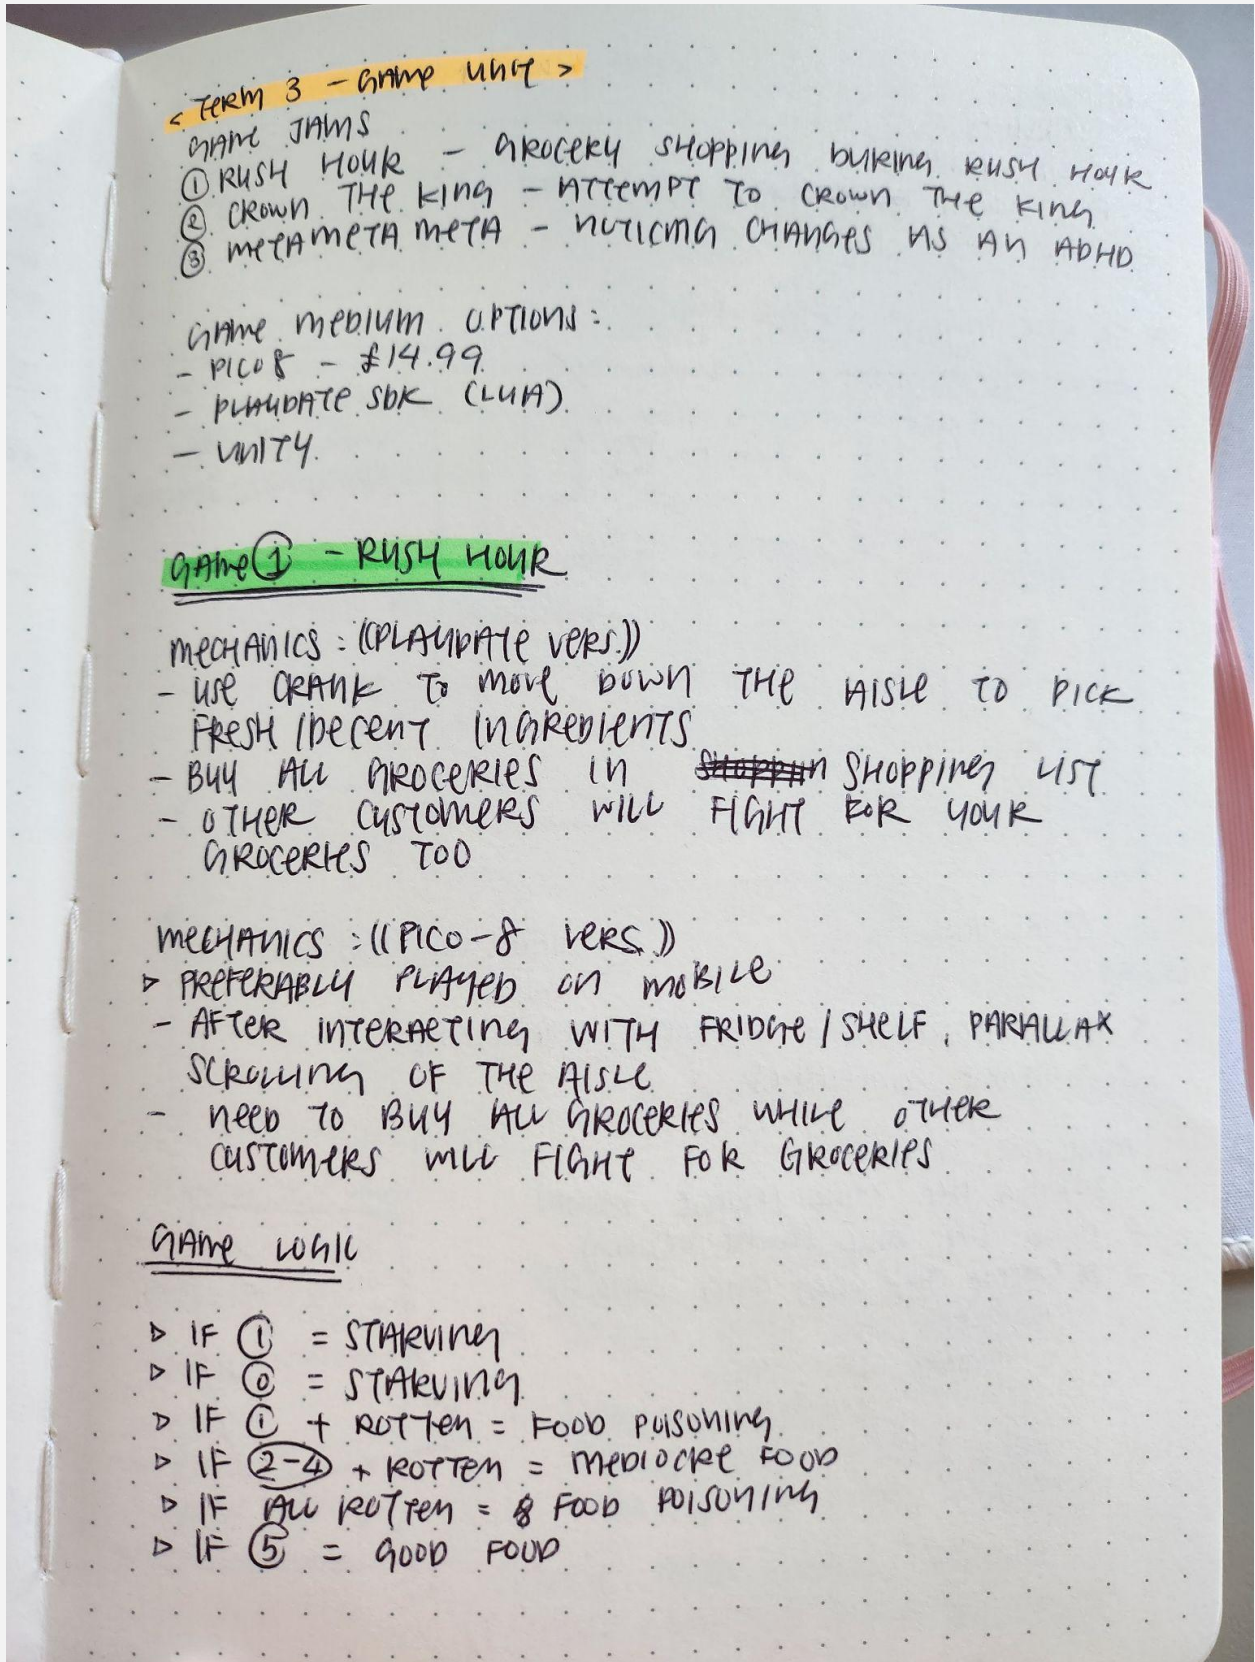 < TERM 3 - GAME UNIT >
GAME JAMS
① RUSH HOUR - GROCERY SHOPPING DURING RUSH HOUR
② CROWN THE KING - ATTEMPT TO CROWN THE KING
③ METAMETAMETA - NOTICING CHANGES AS AN ADHD
GAME MEDIUM OPTIONS:
- PICO 8 - £14.99
- PLAYDATE SDK (LUA)
- UNITY
GAME ① - RUSH HOUR
MECHANICS: ((PLAYDATE VERS.))
- USE CRANK TO MOVE DOWN THE AISLE TO PICK
FRESH / DECENT INGREDIENTS
- BUY ALL GROCERIES IN SHOPPING LIST
- OTHER CUSTOMERS WILL FIGHT FOR YOUR
GROCERIES TOO
MECHANICS: ((PICO-8 VERS.))
▷ PREFERABLY PLAYED ON MOBILE
- AFTER INTERACTING WITH FRIDGE / SHELF, PARALLAX
SCROLLING OF THE AISLE
- NEED TO BUY ALL GROCERIES WHILE OTHER
CUSTOMERS WILL FIGHT FOR GROCERIES
GAME LOGIC
▷ IF ① = STARVING
▷ IF ⓪ = STARVING
▷ IF ① + ROTTEN = FOOD POISONING
▷ IF 2-4 + ROTTEN = MEDIOCRE FOOD
▷ IF ALL ROTTEN = FOOD POISONING
▷ IF ⑤ = GOOD FOOD